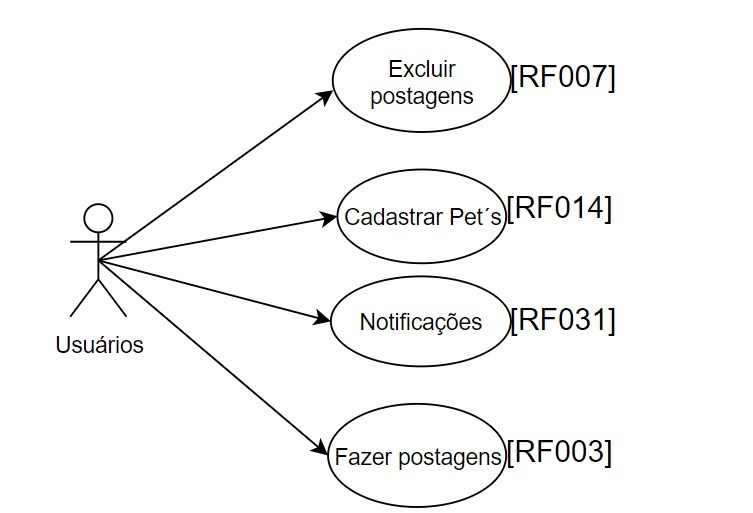 Excluir
postagens
[RF007]
Cadastrar Pet´s
[RF014]
Notificações
[RF031]
Usuários
Fazer postagens
[RF003]